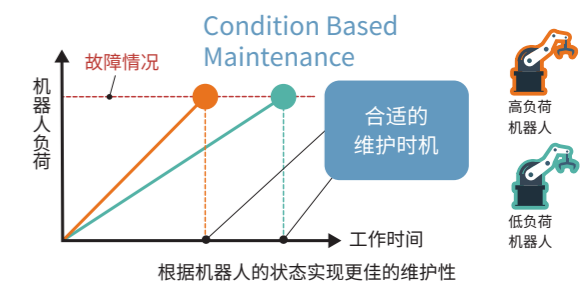 Condition Based
Maintenance
故障情况
机器人负荷
合适的
维护时机
工作时间
根据机器人的状态实现更佳的维护性
高负荷
机器人
低负荷
机器人